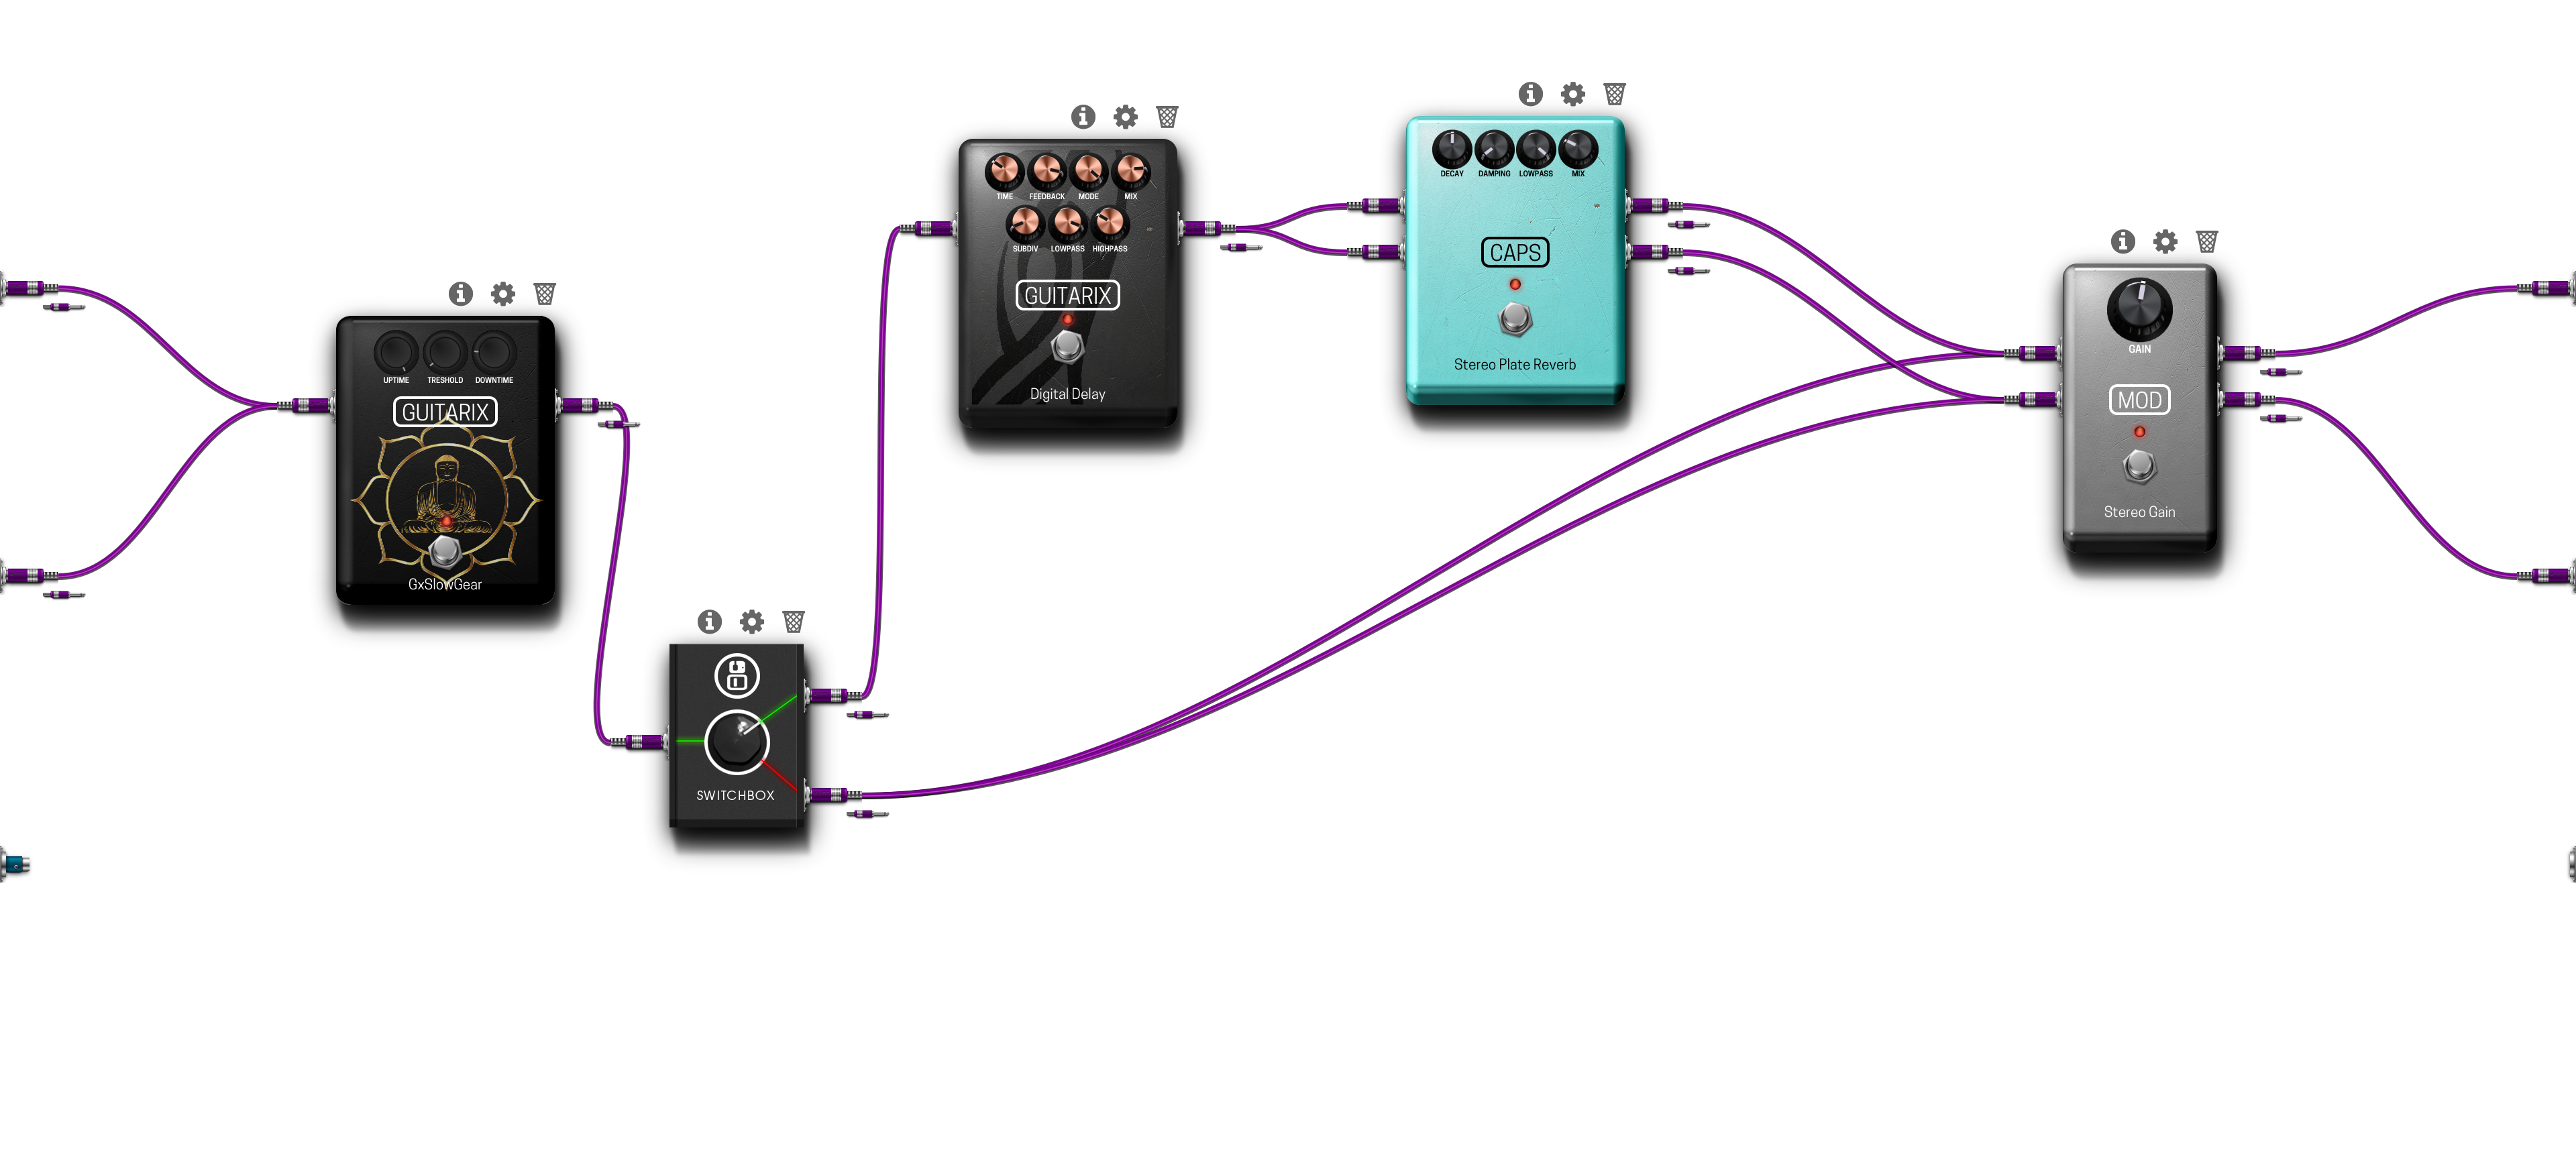 UPTIME TRESHOLD DOWNTIME
GUITARIX
GxSlowGear
SWITCHBOX
TIME FEEDBACK MODE MIX
SUBDIV LOWPASS HIGHPASS
GUITARIX
Digital Delay
DECAY DAMPING LOWPASS MIX
CAPS
Stereo Plate Reverb
GAIN
MOD
Stereo Gain